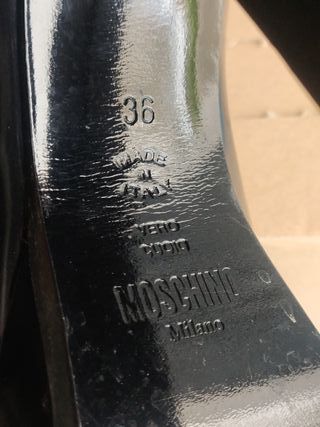 36
MADE
IN
ITALY
VERO
CUOIO
MOSCHINO
Milano